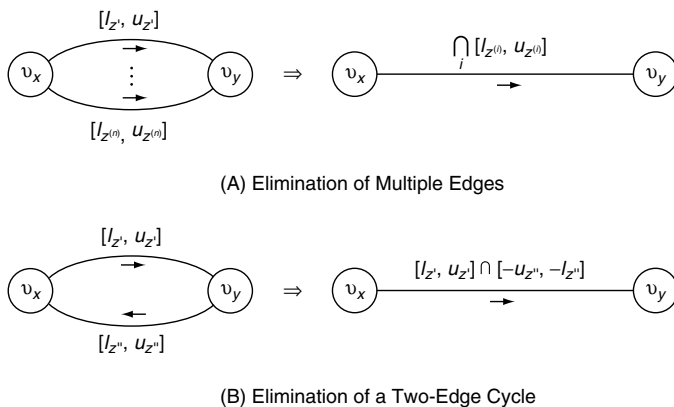 [l_{z'}, u_{z'}]
υ_x ⋮ υ_y ⇒ υ_x ⋂_i [l_{z^{(i)}}, u_{z^{(i)}}] υ_y
[l_{z^{(n)}}, u_{z^{(n)}}]
(A) Elimination of Multiple Edges
[l_{z'}, u_{z'}]
υ_x υ_y ⇒ υ_x [l_{z'}, u_{z'}] ⋂ [−u_{z''}, −l_{z''}] υ_y
[l_{z''}, u_{z''}]
(B) Elimination of a Two-Edge Cycle